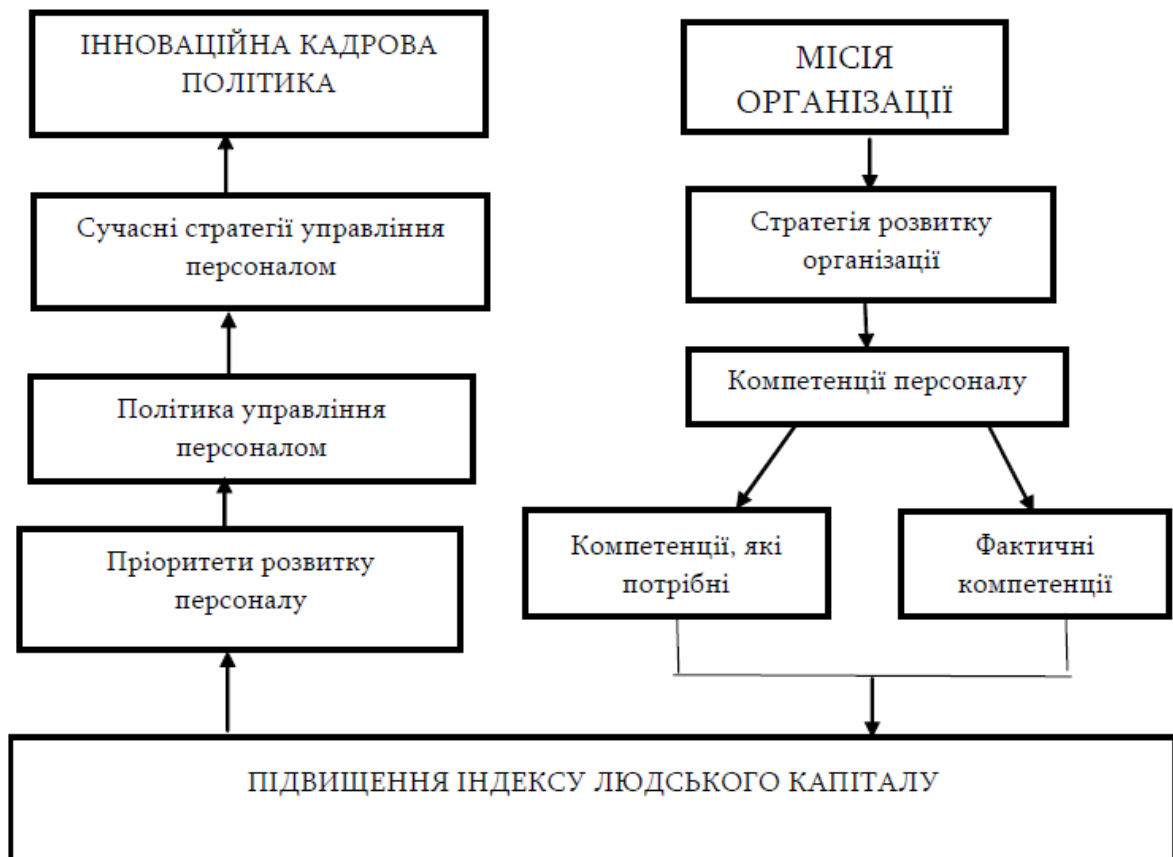 ІННОВАЦІЙНА КАДРОВА
ПОЛІТИКА
Сучасні стратегії управління
персоналом
Політика управління
персоналом
Пріоритети розвитку
персоналу
МІСІЯ
ОРГАНІЗАЦІЇ
Стратегія розвитку
організації
Компетенції персоналу
Компетенції, які
потрібні
Фактичні
компетенції
ПІДВИЩЕННЯ ІНДЕКСУ ЛЮДСЬКОГО КАПІТАЛУ